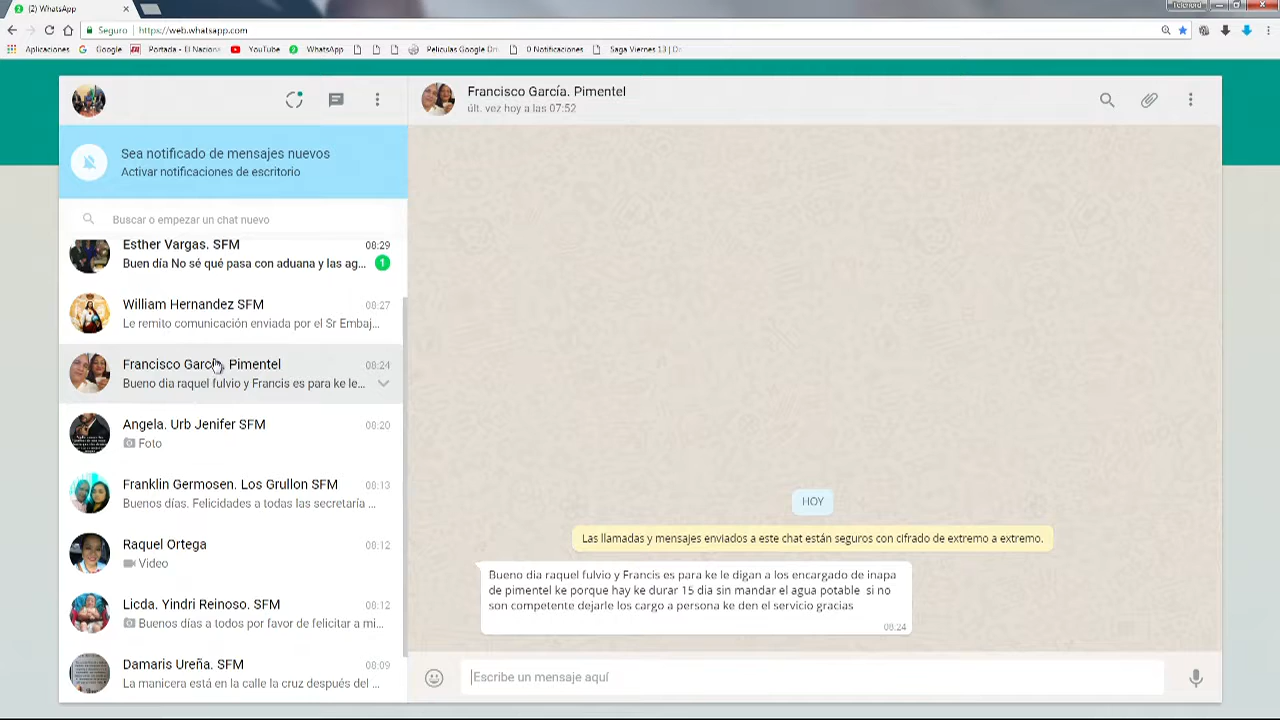 (2) WhatsApp
Telenord
Seguro | https://web.whatsapp.com
Aplicaciones Google Portada - El Naciona YouTube WhatsApp Peliculas Google Dri 0 Notificaciones Saga Viernes 13 | Dr
Francisco García. Pimentel
últ. vez hoy a las 07:52
Sea notificado de mensajes nuevos
Activar notificaciones de escritorio
Buscar o empezar un chat nuevo
Esther Vargas. SFM 08:29
Buen día No sé qué pasa con aduana y las ag... 1
William Hernandez SFM 08:27
Le remito comunicación enviada por el Sr Embaj...
Francisco García. Pimentel 08:24
Bueno dia raquel fulvio y Francis es para ke le...
Angela. Urb Jenifer SFM 08:20
Foto
Franklin Germosen. Los Grullon SFM 08:13
Buenos días. Felicidades a todas las secretaría ...
Raquel Ortega 08:12
Video
Licda. Yindri Reinoso. SFM 08:12
Buenos días a todos por favor de felicitar a mi...
Damaris Ureña. SFM 08:09
La manicera está en la calle la cruz después del ...
HOY
Las llamadas y mensajes enviados a este chat están seguros con cifrado de extremo a extremo.
Bueno dia raquel fulvio y Francis es para ke le digan a los encargado de inapa
de pimentel ke porque hay ke durar 15 dia sin mandar el agua potable si no
son competente dejarle los cargo a persona ke den el servicio gracias
08:24
Escribe un mensaje aquí